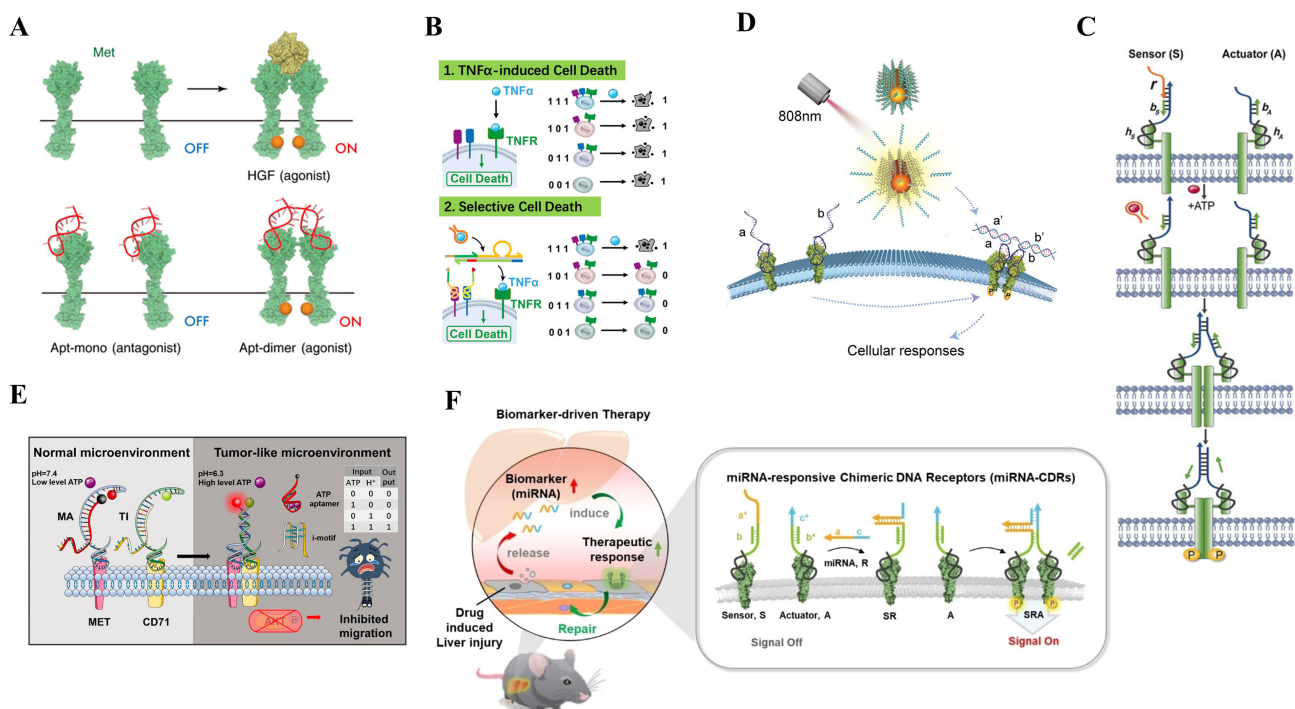 A
Met
OFF
ON
HGF (agonist)
OFF
ON
Apt-mono (antagonist)
Apt-dimer (agonist)
B
1. TNFα-induced Cell Death
TNFα
TNFR
Cell Death
1 1 1
1
1 0 1
1
0 1 1
1
0 0 1
1
2. Selective Cell Death
TNFα
TNFR
Cell Death
1 1 1
1
1 0 1
0
0 1 1
0
0 0 1
0
D
808nm
a
b
a'
b'
a
b
P
P
Cellular responses
C
Sensor (S)
Actuator (A)
r
bS
bA
hS
hA
+ATP
P
P
E
Normal microenvironment
Tumor-like microenvironment
pH=7.4
Low level ATP
pH=6.3
High level ATP
MA
TI
MET
CD71
ATP
aptamer
i-motif
Input
Out
put
ATP H⁺
0 0 0
1 0 0
0 1 0
1 1 1
AKT P
Inhibited
migration
F
Biomarker-driven Therapy
Biomarker
(miRNA)
induce
release
Therapeutic
response
Drug
induced
Liver injury
Repair
miRNA-responsive Chimeric DNA Receptors (miRNA-CDRs)
a*
c*
b
b*
a
c
miRNA, R
Sensor, S
Actuator, A
SR
A
P
P
SRA
Signal Off
Signal On